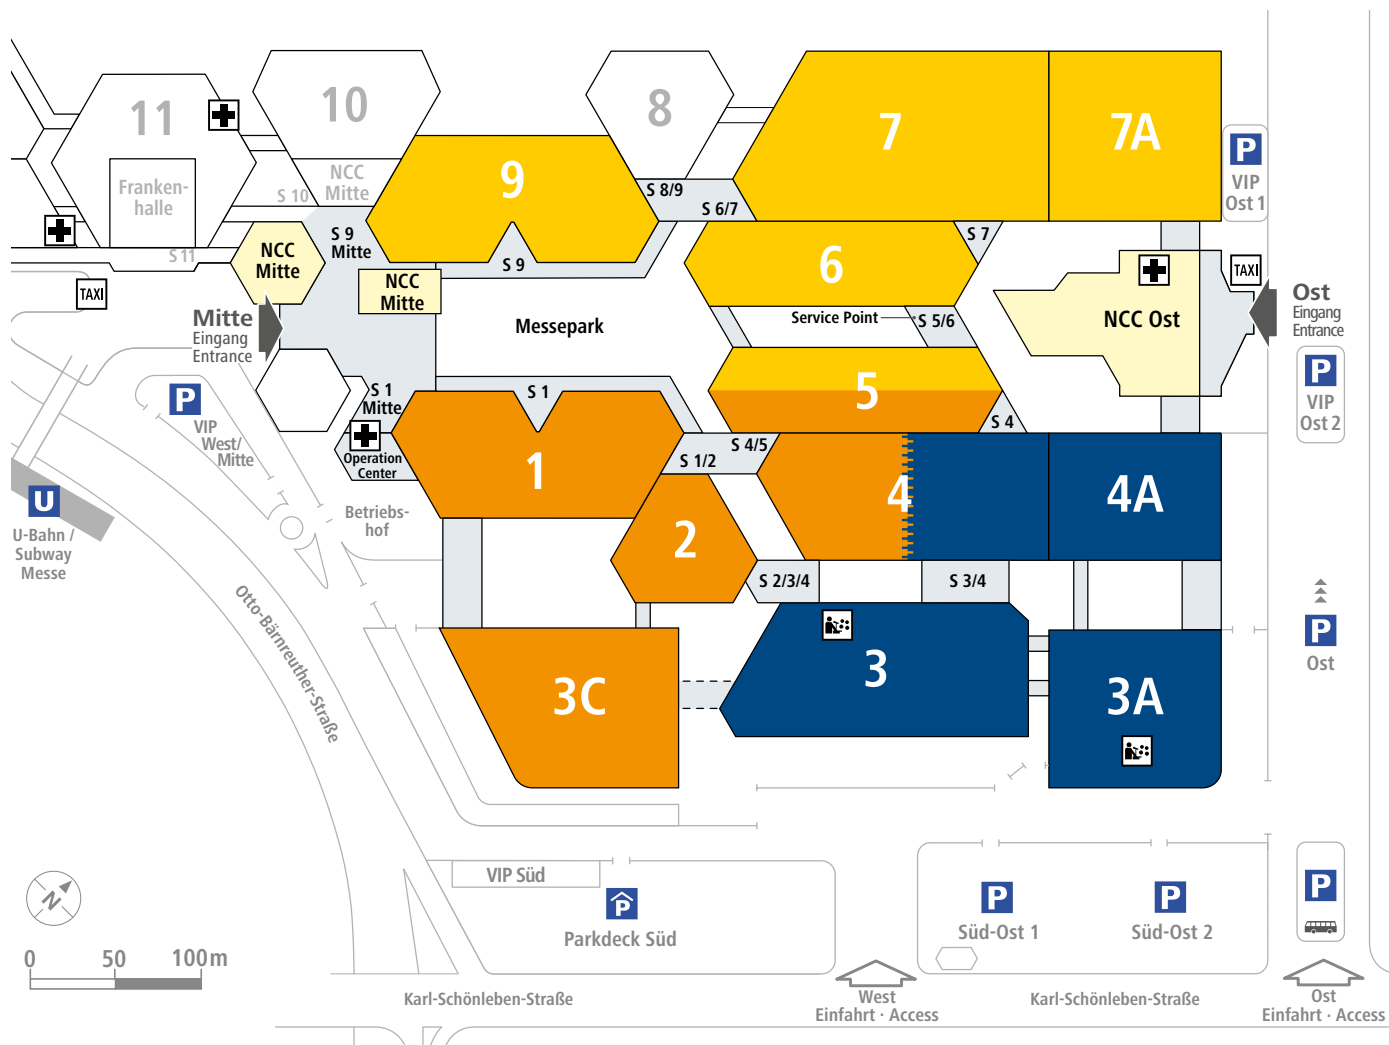 11
Franken-
halle
10
NCC
Mitte
S 10
S 11
8
9
S 8/9
S 6/7
S 9
7
7A
P
VIP
Ost 1
NCC
Mitte
S 9
Mitte
NCC
Mitte
6
S 7
Service Point
S 5/6
Messepark
NCC Ost
TAXI
TAXI
Ost
Eingang
Entrance
Mitte
Eingang
Entrance
P
VIP
Ost 2
P
VIP
West/
Mitte
S 1
Mitte
S 1
5
S 4
Operation
Center
1
S 4/5
S 1/2
4
4A
2
U
U-Bahn /
Subway
Messe
Betriebs-
hof
S 2/3/4
S 3/4
Otto-Bärnreuther-Straße
3C
3
3A
P
Ost
N
0
50
100 m
VIP Süd
P
Parkdeck Süd
P
Süd-Ost 1
P
Süd-Ost 2
P
Karl-Schönleben-Straße
West
Einfahrt · Access
Karl-Schönleben-Straße
Ost
Einfahrt · Access